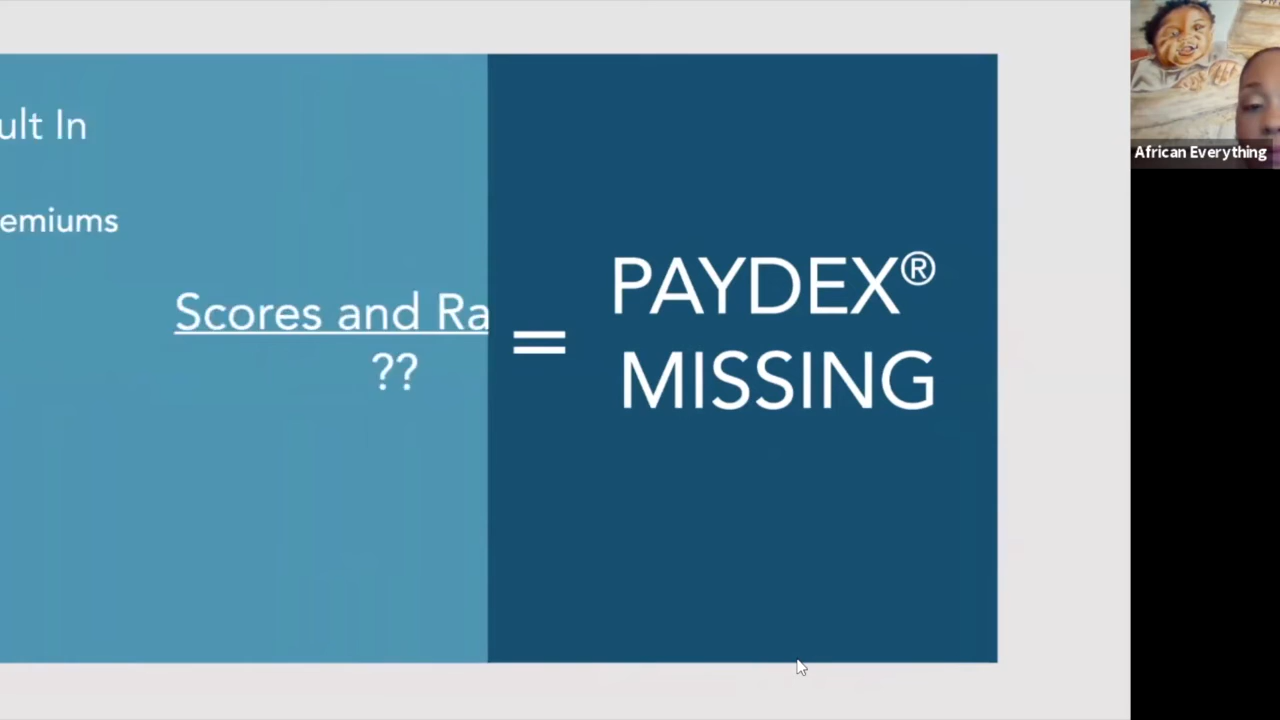 ult In
emiums
Scores and Ra
??
=
PAYDEX®
MISSING
African Everything